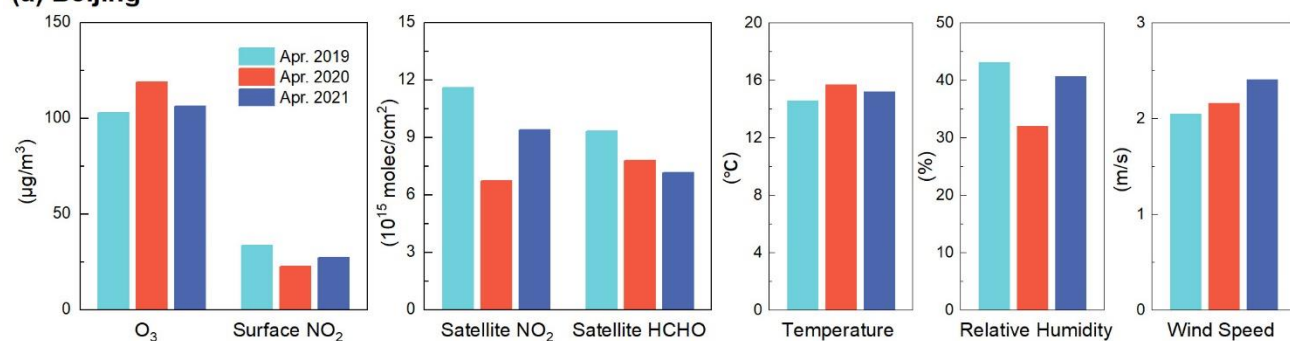 (a) Beijing
150
100
50
0
(μg/m³)
O₃
Surface NO₂
Apr. 2019
Apr. 2020
Apr. 2021
15
12
9
6
3
0
(10¹⁵ molec/cm²)
Satellite NO₂
Satellite HCHO
20
16
12
8
4
0
(°C)
Temperature
50
40
30
20
10
0
(%)
Relative Humidity
3
2
1
0
(m/s)
Wind Speed